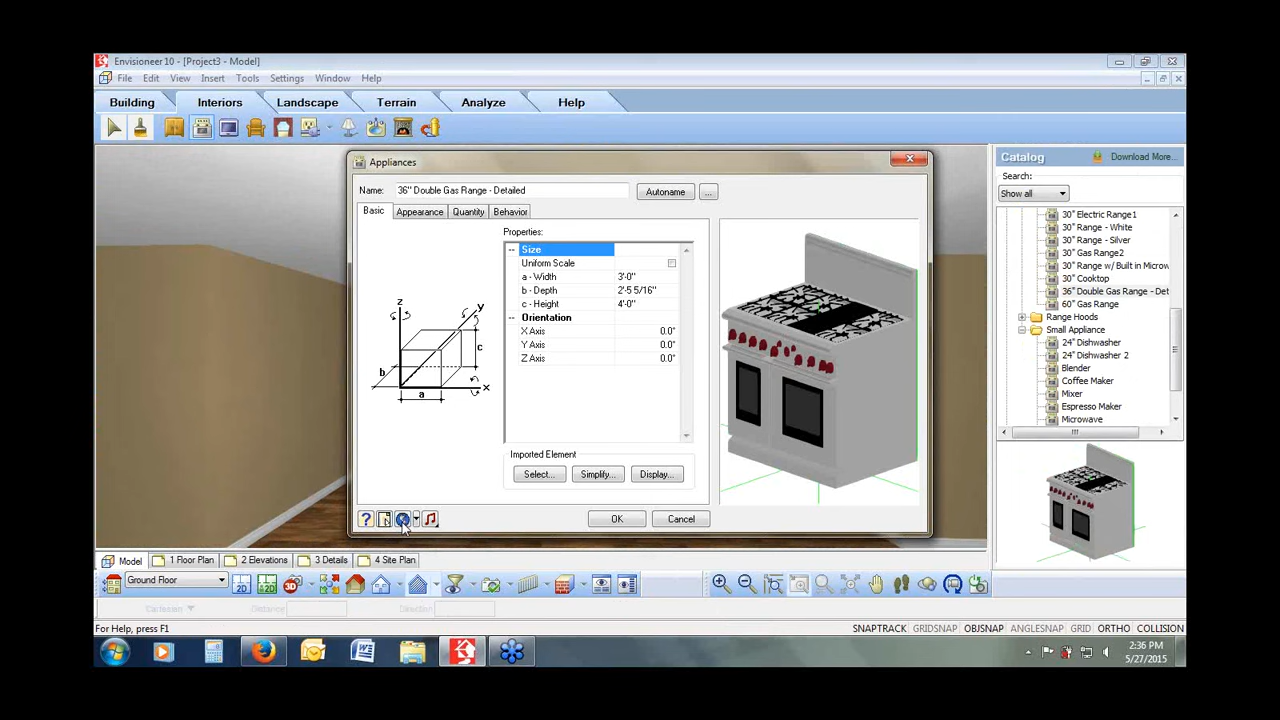 Envisioneer 10 - [Project3 - Model]
File Edit View Insert Tools Settings Window Help
Building Interiors Landscape Terrain Analyze Help
Appliances
Name: 36" Double Gas Range - Detailed Autoname ...
Basic Appearance Quantity Behavior
Properties:
Size
Uniform Scale
a - Width 3'-0"
b - Depth 2'-5 5/16"
c - Height 4'-0"
Orientation
X Axis 0.0°
Y Axis 0.0°
Z Axis 0.0°
z
y
c
b
x
a
Imported Element
Select... Simplify... Display...
OK Cancel
Catalog Download More...
Search:
Show all
30" Electric Range1
30" Range - White
30" Range - Silver
30" Gas Range2
30" Range w/ Built in Microw
30" Cooktop
36" Double Gas Range - Det
60" Gas Range
Range Hoods
Small Appliance
24" Dishwasher
24" Dishwasher 2
Blender
Coffee Maker
Mixer
Espresso Maker
Microwave
Model 1 Floor Plan 2 Elevations 3 Details 4 Site Plan
Ground Floor 2D 2D 3D
Cartesian Distance Direction
For Help, press F1
SNAPTRACK GRIDSNAP OBJSNAP ANGLESNAP GRID ORTHO COLLISION
2:36 PM
5/27/2015